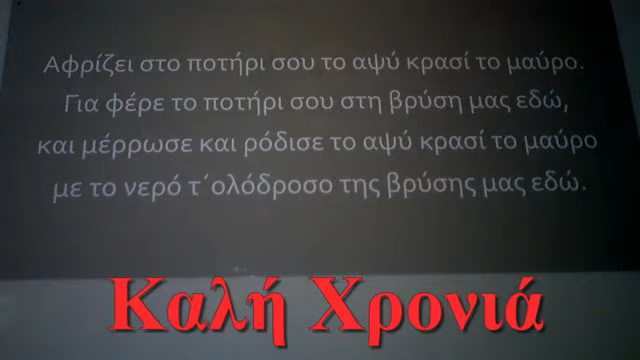 Αφρίζει στο ποτήρι σου το αψύ κρασί το μαύρο.
Για φέρε το ποτήρι σου στη βρύση μας εδώ,
και μέρρωσε και ρόδισε το αψύ κρασί το μαύρο
με το νερό τ΄ολόδροσο της βρύσης μας εδώ.
Καλή Χρονιά